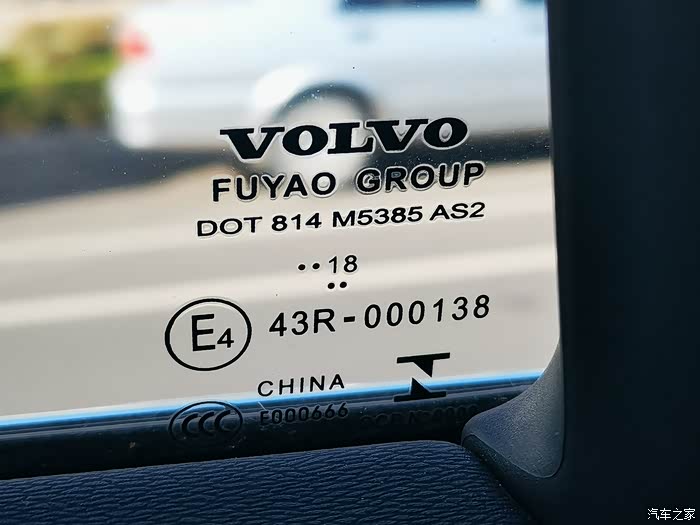 VOLVO
FUYAO GROUP
DOT 814 M5385 AS2
··18
··
E4 43R-000138
CHINA
CCC E000666
汽车之家